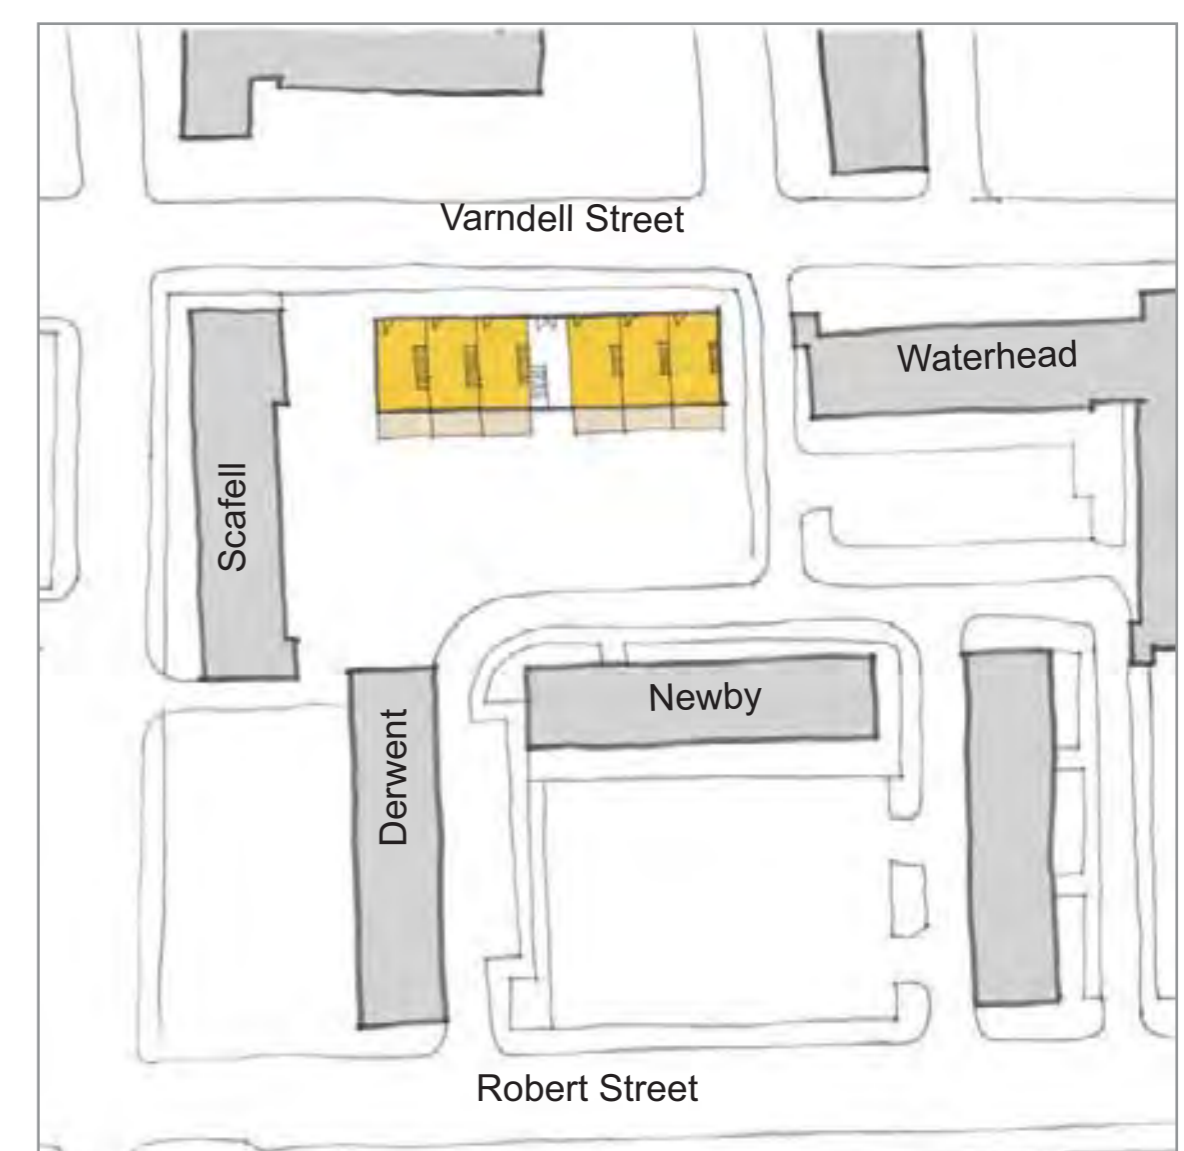 Varndell Street
Waterhead
Scafell
Newby
Derwent
Robert Street